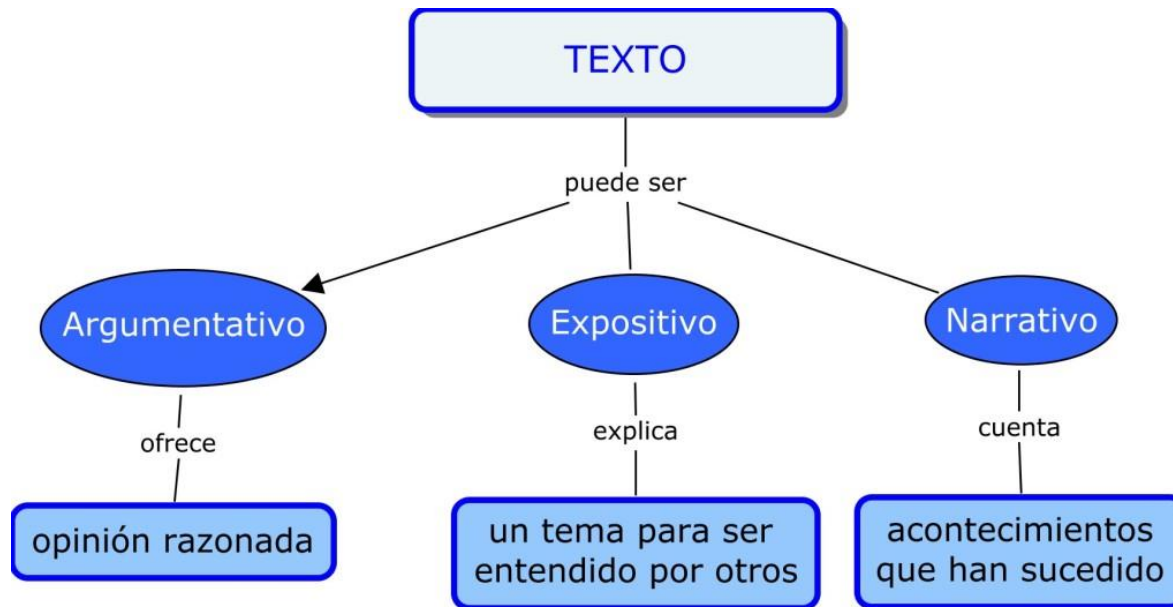 TEXTO
puede ser
Argumentativo
Expositivo
Narrativo
ofrece
explica
cuenta
opinión razonada
un tema para ser
entendido por otros
acontecimientos
que han sucedido